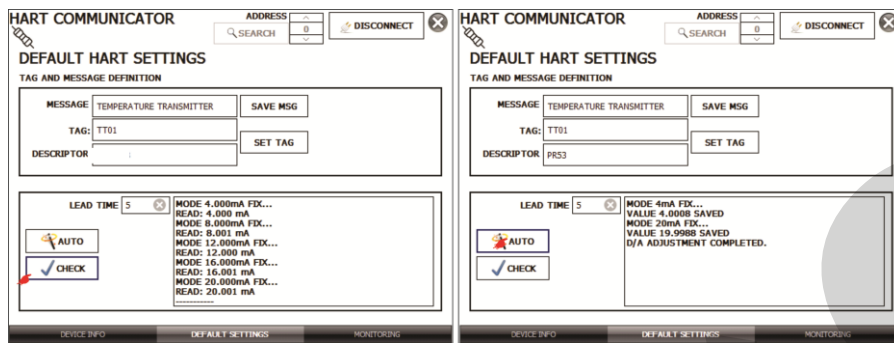 HART COMMUNICATOR
ADDRESS
SEARCH
0
DISCONNECT
DEFAULT HART SETTINGS
TAG AND MESSAGE DEFINITION
MESSAGE TEMPERATURE TRANSMITTER SAVE MSG
TAG: TT01
SET TAG
DESCRIPTOR :
LEAD TIME 5
AUTO
CHECK
MODE 4.000mA FIX...
READ: 4.000 mA
MODE 8.000mA FIX...
READ: 8.001 mA
MODE 12.000mA FIX...
READ: 12.000 mA
MODE 16.000mA FIX...
READ: 16.001 mA
MODE 20.000mA FIX...
READ: 20.001 mA
-----------
DEVICE INFO DEFAULT SETTINGS MONITORING
HART COMMUNICATOR
ADDRESS
SEARCH
0
DISCONNECT
DEFAULT HART SETTINGS
TAG AND MESSAGE DEFINITION
MESSAGE TEMPERATURE TRANSMITTER SAVE MSG
TAG: TT01
SET TAG
DESCRIPTOR PR53
LEAD TIME 5
AUTO
CHECK
MODE 4mA FIX...
VALUE 4.0008 SAVED
MODE 20mA FIX...
VALUE 19.9988 SAVED
D/A ADJUSTMENT COMPLETED.
DEVICE INFO DEFAULT SETTINGS MONITORING